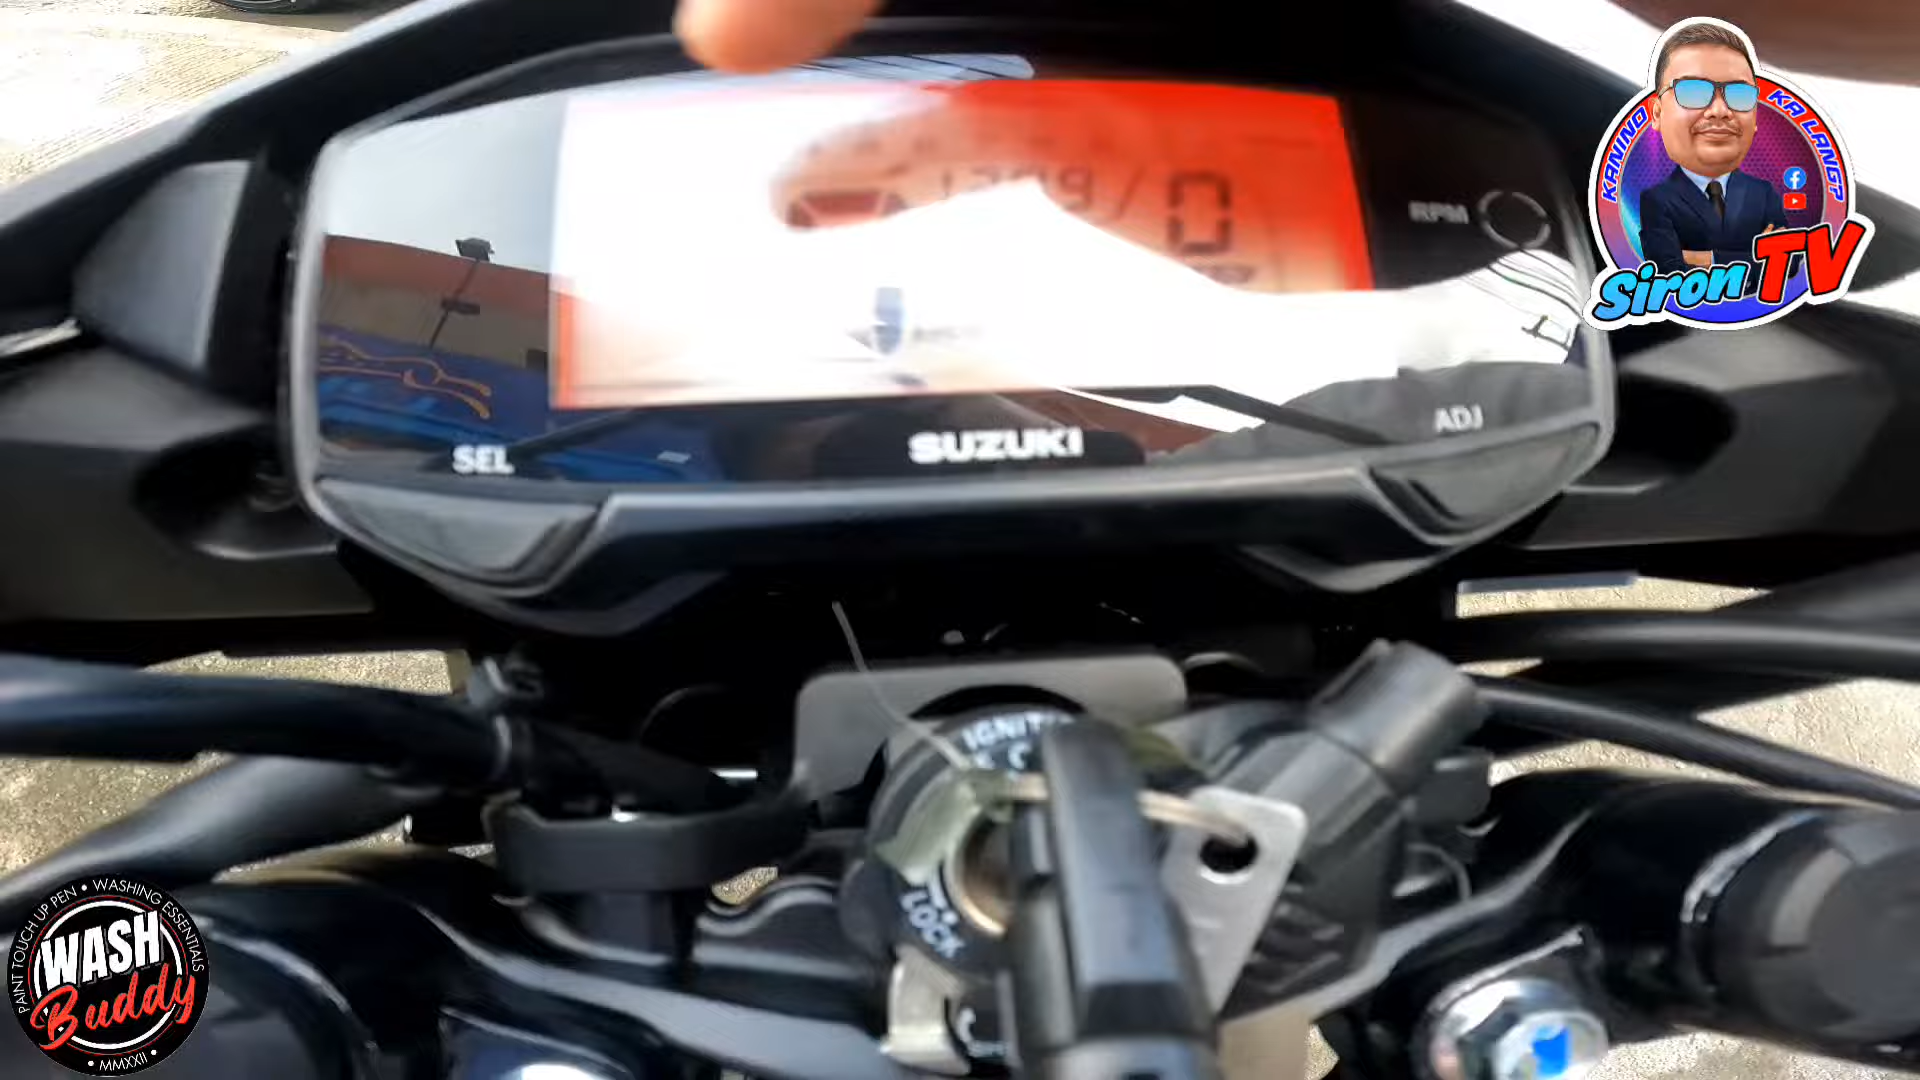 KANINO KA LANG?
Siron TV
RPM
0
ADJ
SEL
SUZUKI
LOCK
PAINT TOUCH UP PEN • WASHING ESSENTIALS
WASH
Buddy
• MMXXII •